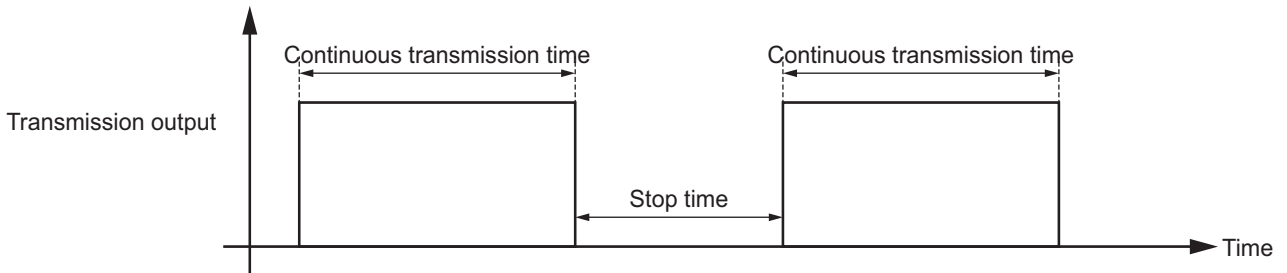 Continuous transmission time
Continuous transmission time
Transmission output
Stop time
Time